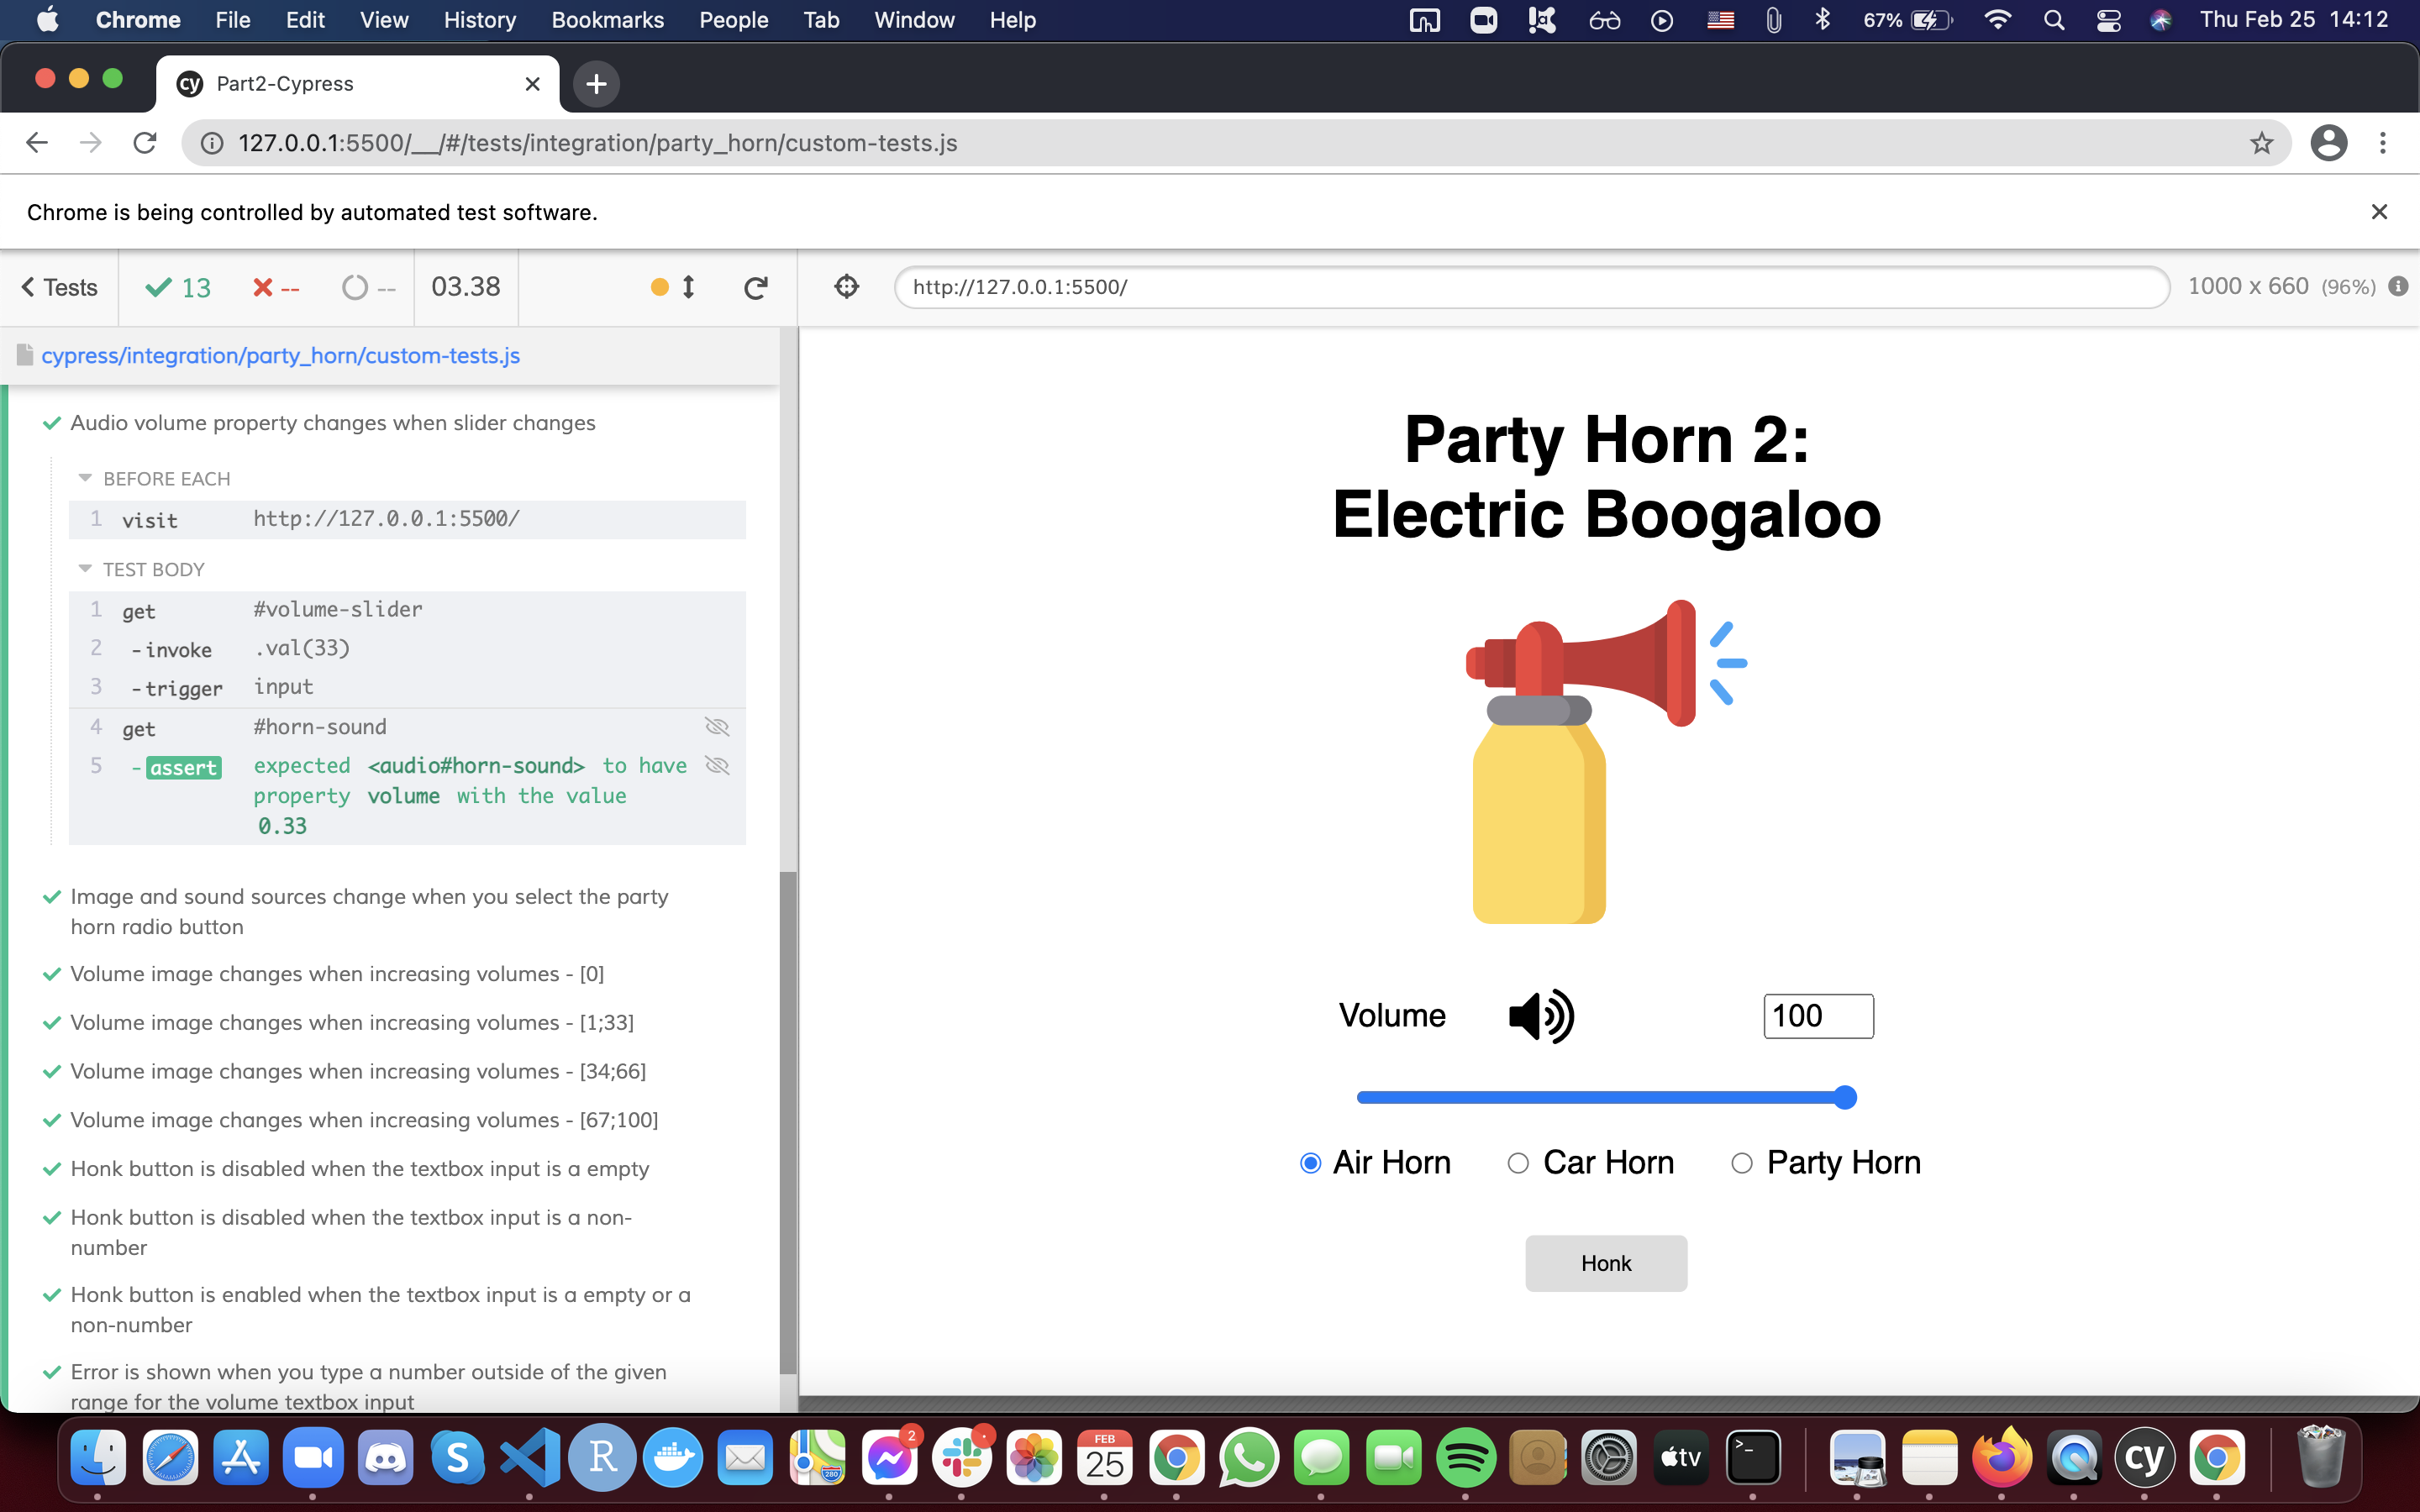 Chrome File Edit View History Bookmarks People Tab Window Help 67% Thu Feb 25 14:12
cy Part2-Cypress
127.0.0.1:5500/__/#/tests/integration/party_horn/custom-tests.js
Chrome is being controlled by automated test software.
Tests 13 -- -- 03.38 http://127.0.0.1:5500/ 1000 x 660 (96%)
cypress/integration/party_horn/custom-tests.js
Audio volume property changes when slider changes
BEFORE EACH
1 visit http://127.0.0.1:5500/
TEST BODY
1 get #volume-slider
2 -invoke .val(33)
3 -trigger input
4 get #horn-sound
5 -assert expected <audio#horn-sound> to have
property volume with the value
0.33
Image and sound sources change when you select the party
horn radio button
Volume image changes when increasing volumes - [0]
Volume image changes when increasing volumes - [1;33]
Volume image changes when increasing volumes - [34;66]
Volume image changes when increasing volumes - [67;100]
Honk button is disabled when the textbox input is a empty
Honk button is disabled when the textbox input is a non-
number
Honk button is enabled when the textbox input is a empty or a
non-number
Error is shown when you type a number outside of the given
range for the volume textbox input
Party Horn 2:
Electric Boogaloo
Volume 100
Air Horn Car Horn Party Horn
Honk
S R 280 2 FEB 25 tv >_ cy